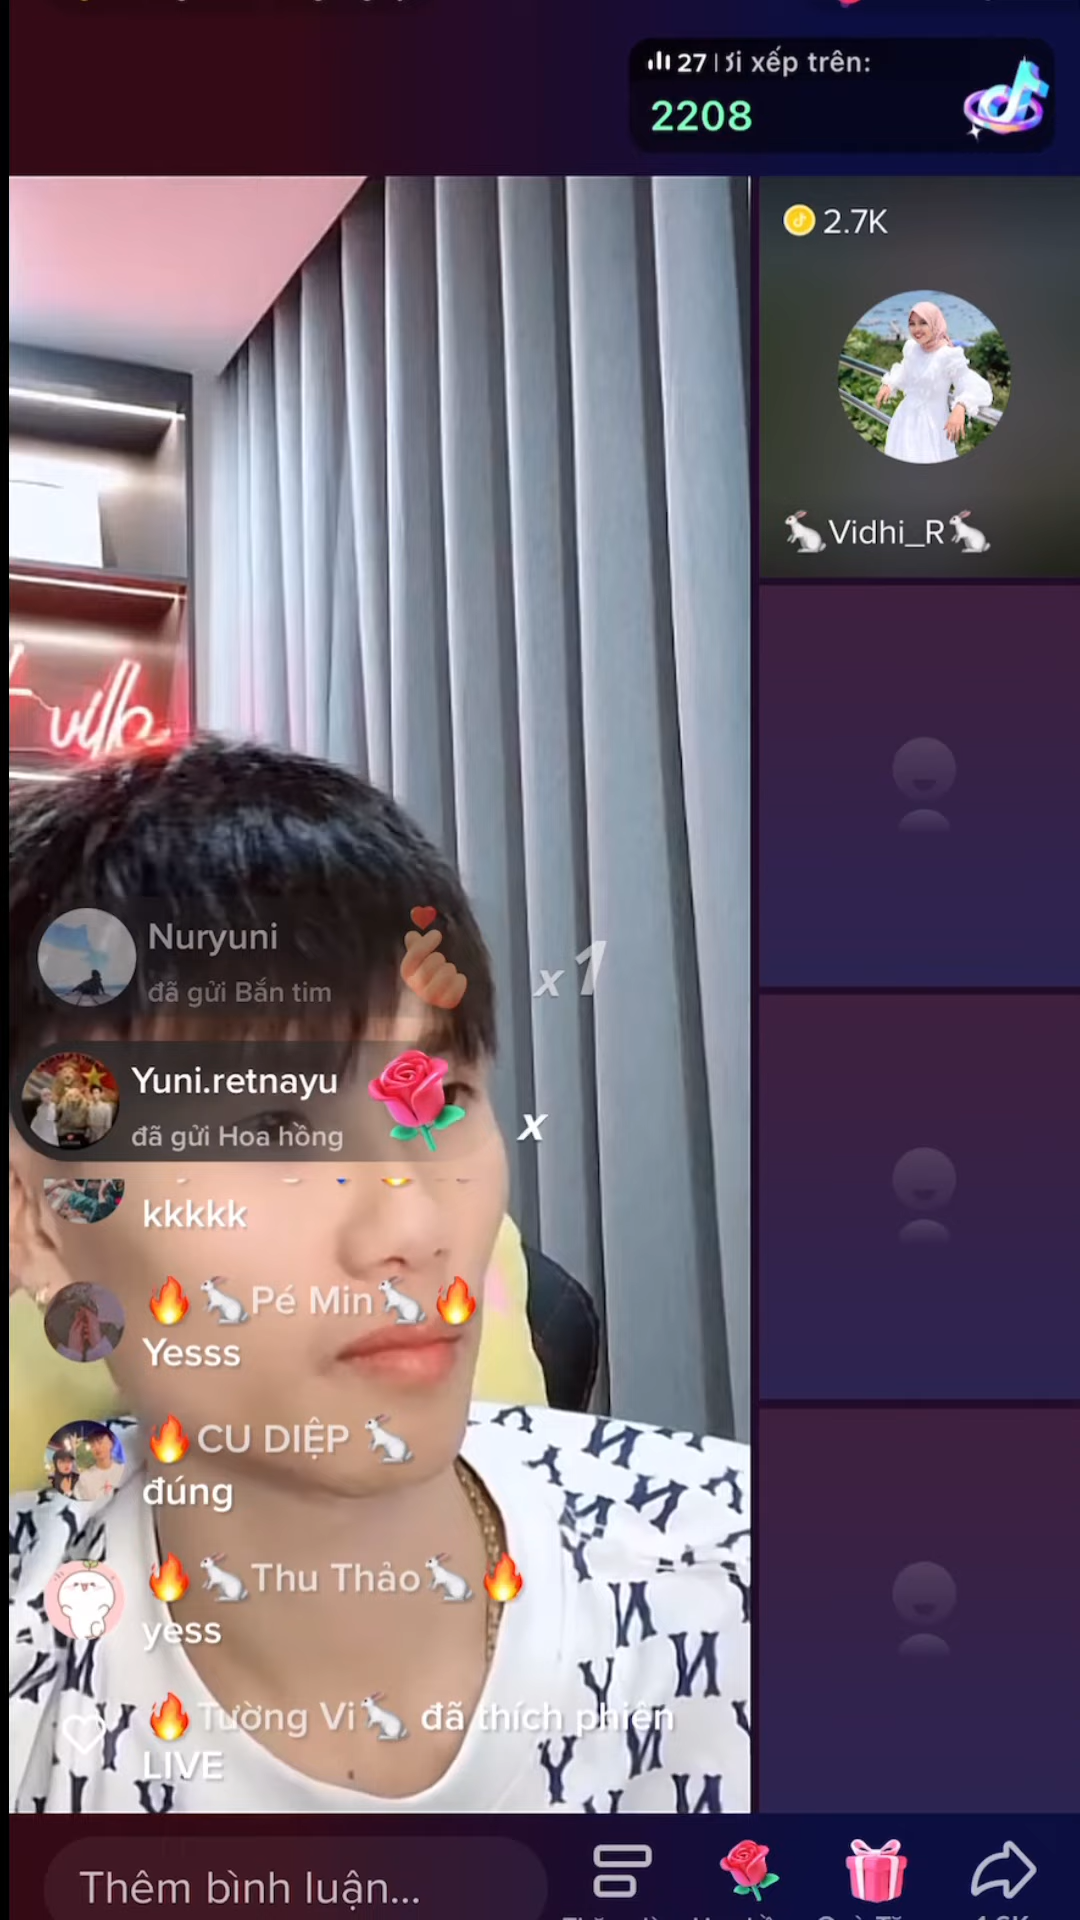 27 ời xếp trên:
2208
2.7K
Vidhi_R
Nuryuni
đã gửi Bắn tim
x1
Yuni.retnayu
đã gửi Hoa hồng
x
kkkkk
Pé Min
Yesss
CU DIỆP
đúng
Thu Thảo
yess
Tường Vi đã thích phiên
LIVE
Thêm bình luận...